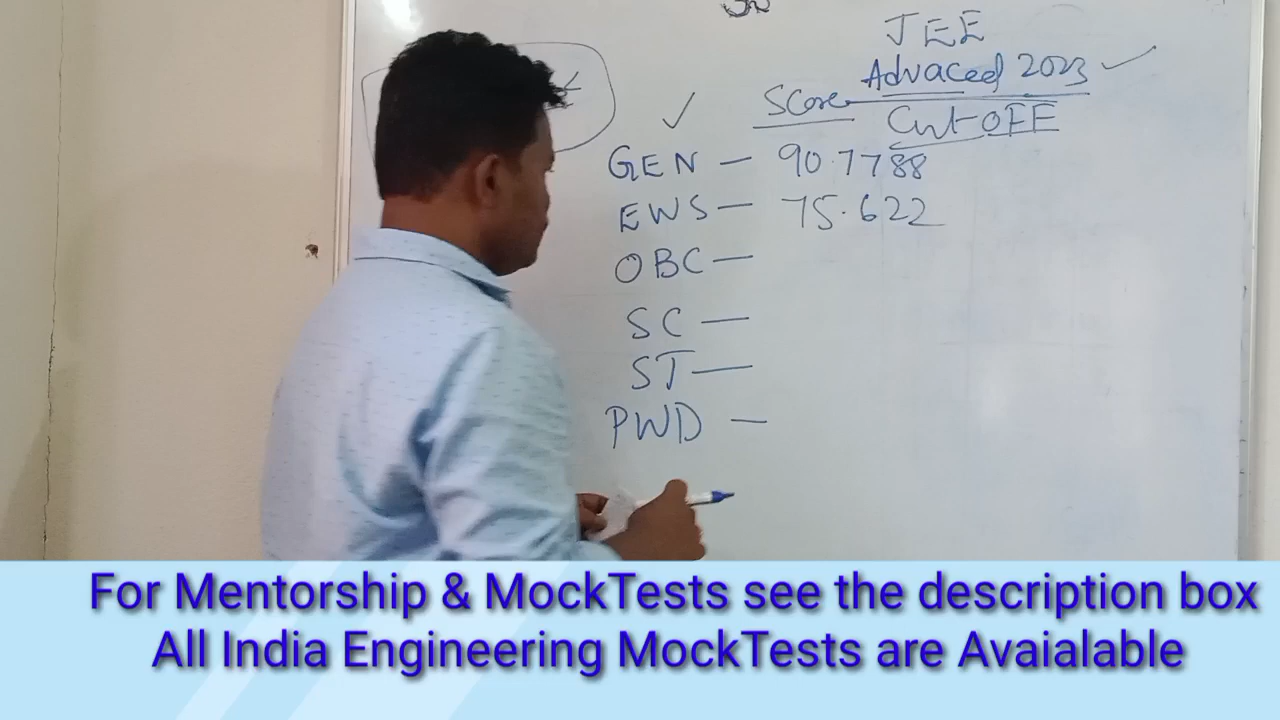 JEE
Advaced 2023
Score
Cut-OFF
GEN — 90.7788
EWS — 75.622
OBC —
SC —
ST —
PWD —
For Mentorship & MockTests see the description box
All India Engineering MockTests are Avaialable